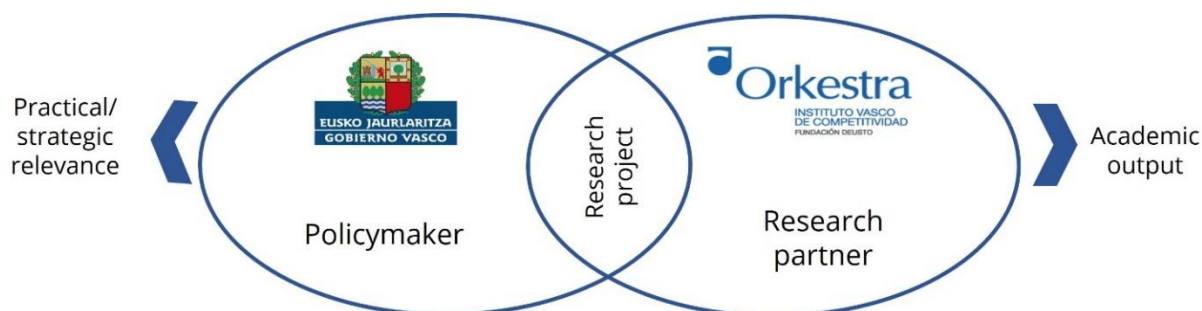 Practical/
strategic
relevance
EUSKO JAURLARITZA
GOBIERNO VASCO
Policymaker
Research
project
Orkestra
INSTITUTO VASCO
DE COMPETITIVIDAD
FUNDACIÓN DEUSTO
Research
partner
Academic
output